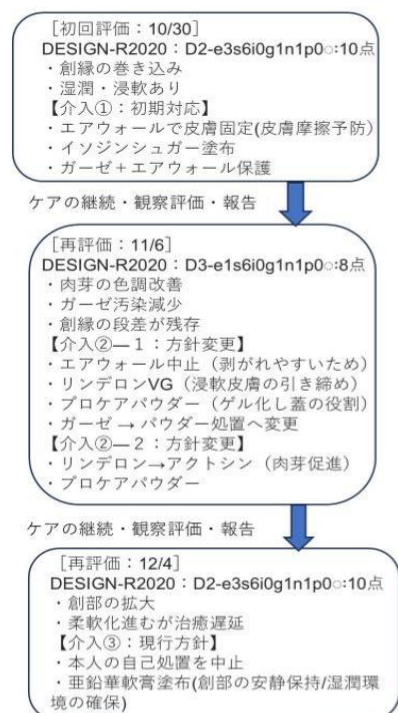 ［初回評価：10/30］
DESIGN-R2020：D2-e3s6i0g1n1p0○:10点
・創縁の巻き込み
・湿潤・浸軟あり
【介入①：初期対応】
・エアウォールで皮膚固定(皮膚摩擦予防）
・イソジンシュガー塗布
・ガーゼ＋エアウォール保護
ケアの継続・観察評価・報告
［再評価：11/6］
DESIGN-R2020：D3-e1s6i0g1n1p0○:8点
・肉芽の色調改善
・ガーゼ汚染減少
・創縁の段差が残存
【介入②―１：方針変更】
・エアウォール中止（剥がれやすいため）
・リンデロンVG（浸軟皮膚の引き締め）
・プロケアパウダー（ゲル化し蓋の役割）
・ガーゼ→パウダー処置へ変更
【介入②―２：方針変更】
・リンデロン→アクトシン（肉芽促進）
・プロケアパウダー
ケアの継続・観察評価・報告
［再評価：12/4］
DESIGN-R2020：D2-e3s6i0g1n1p0○:10点
・創部の拡大
・柔軟化進むが治癒遅延
【介入③：現行方針】
・本人の自己処置を中止
・亜鉛華軟膏塗布(創部の安静保持/湿潤環
境の確保)